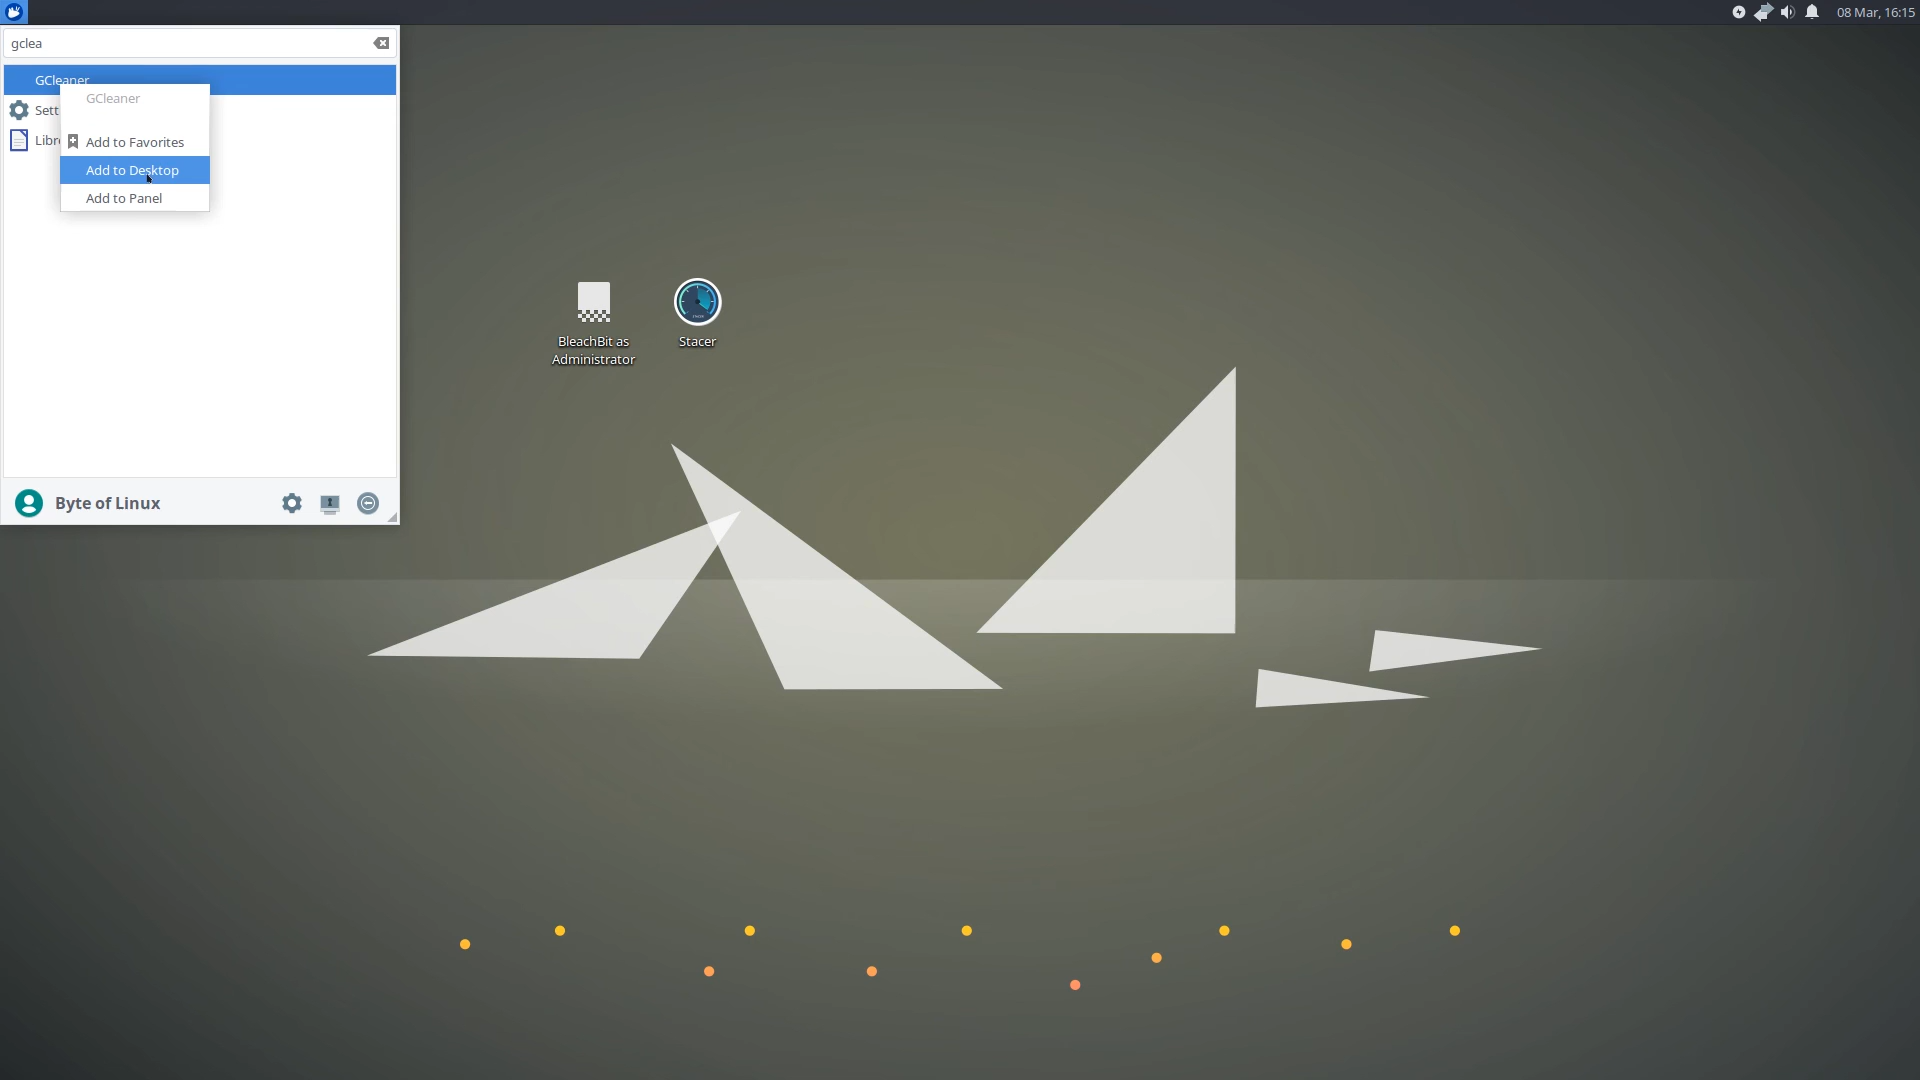 08 Mar, 16:15
gclea
GCleaner
GCleaner
Sett
Add to Favorites
Libre
Add to Desktop
Add to Panel
BleachBit as
Administrator
Stacer
Byte of Linux